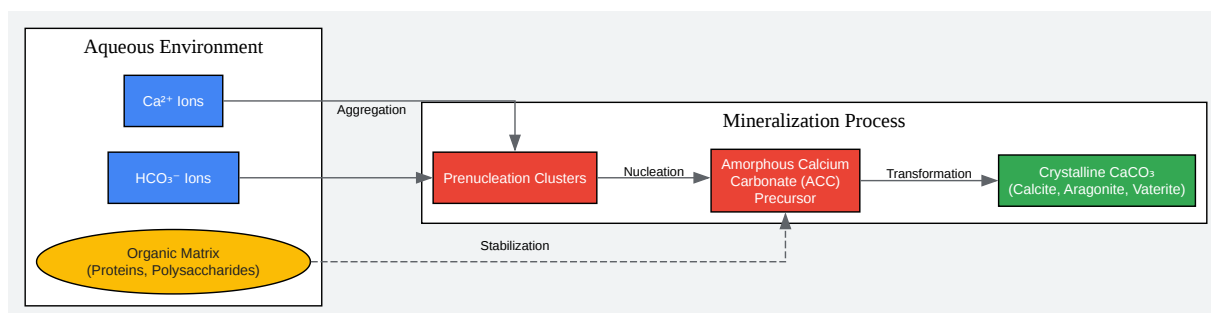 Aqueous Environment
Ca²⁺ Ions
Aggregation
HCO₃⁻ Ions
Organic Matrix
(Proteins, Polysaccharides)
Mineralization Process
Prenucleation Clusters
Nucleation
Amorphous Calcium
Carbonate (ACC)
Precursor
Transformation
Crystalline CaCO₃
(Calcite, Aragonite, Vaterite)
Stabilization